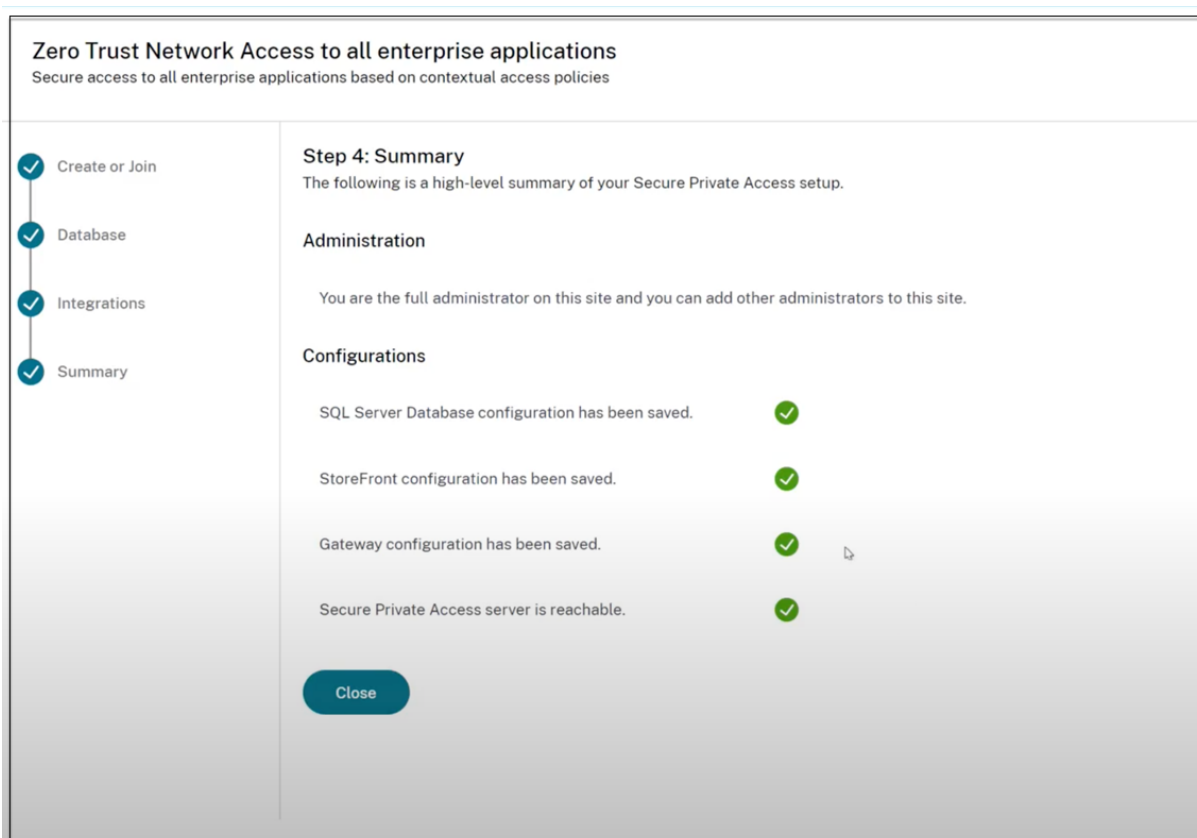 Zero Trust Network Access to all enterprise applications
Secure access to all enterprise applications based on contextual access policies
Create or Join
Database
Integrations
Summary
Step 4: Summary
The following is a high-level summary of your Secure Private Access setup.
Administration
You are the full administrator on this site and you can add other administrators to this site.
Configurations
SQL Server Database configuration has been saved.
StoreFront configuration has been saved.
Gateway configuration has been saved.
Secure Private Access server is reachable.
Close